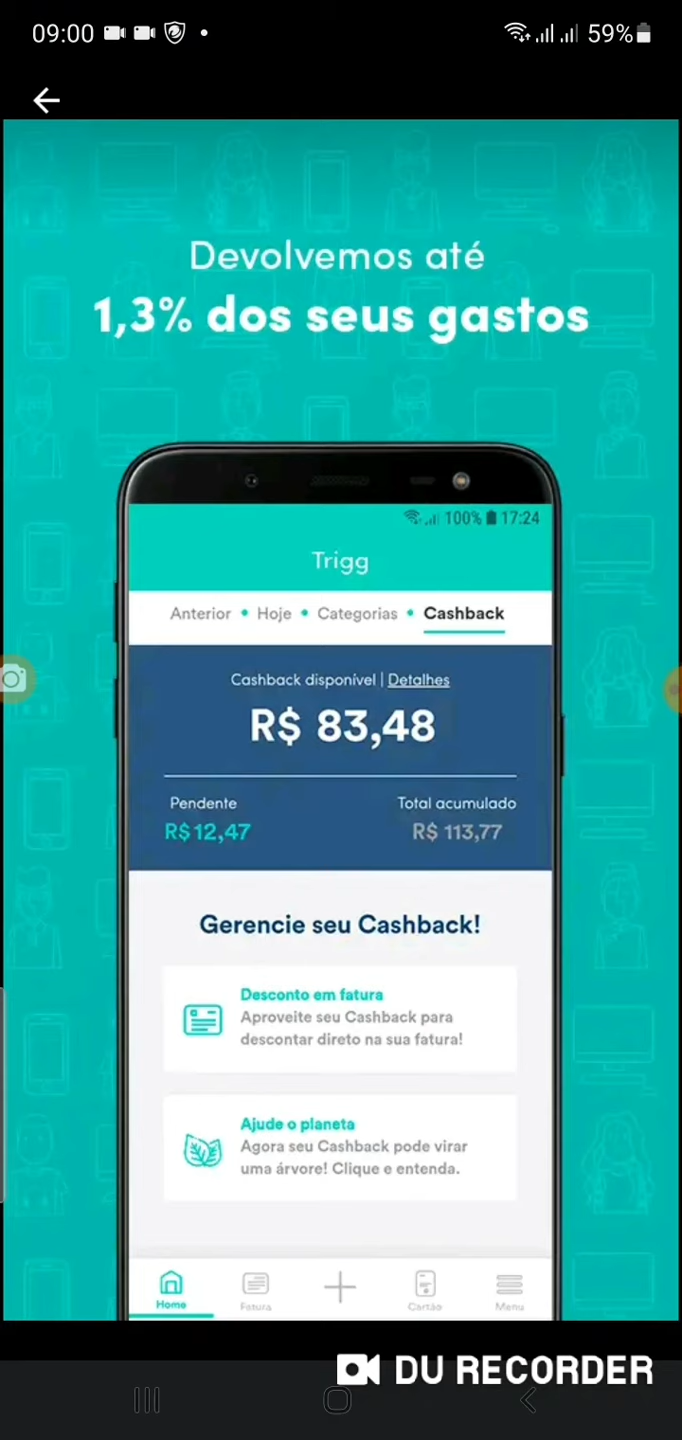 09:00
59%
Devolvemos até
1,3% dos seus gastos
100% 17:24
Trigg
Anterior • Hoje • Categorias • Cashback
Cashback disponível | Detalhes
R$ 83,48
Pendente Total acumulado
R$ 12,47 R$ 113,77
Gerencie seu Cashback!
Desconto em fatura
Aproveite seu Cashback para
descontar direto na sua fatura!
Ajude o planeta
Agora seu Cashback pode virar
uma árvore! Clique e entenda.
Home Fatura Cartão Menu
DU RECORDER